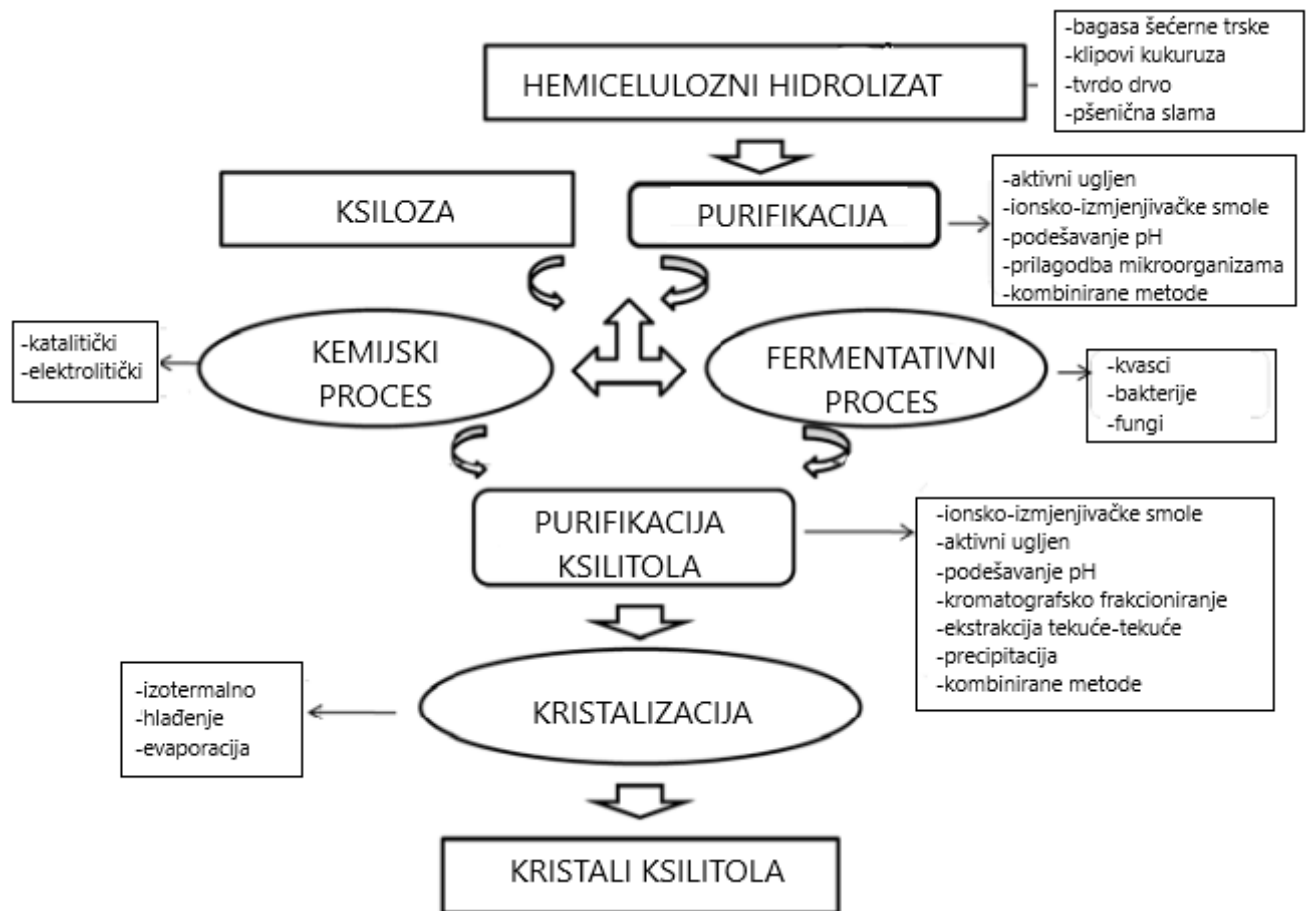 HEMICELULOZNI HIDROLIZAT
-bagasa šećerne trske
-klipovi kukuruza
-tvrdo drvo
-pšenična slama
KSILOZA
PURIFIKACIJA
-aktivni ugljen
-ionsko-izmjenjivačke smole
-podešavanje pH
-prilagodba mikroorganizama
-kombinirane metode
-katalitički
-elektrolitički
KEMIJSKI
PROCES
FERMENTATIVNI
PROCES
-kvasci
-bakterije
-fungi
PURIFIKACIJA
KSILITOLA
-ionsko-izmjenjivačke smole
-aktivni ugljen
-podešavanje pH
-kromatografsko frakcioniranje
-ekstrakcija tekuće-tekuće
-precipitacija
-kombinirane metode
-izotermalno
-hlađenje
-evaporacija
KRISTALIZACIJA
KRISTALI KSILITOLA